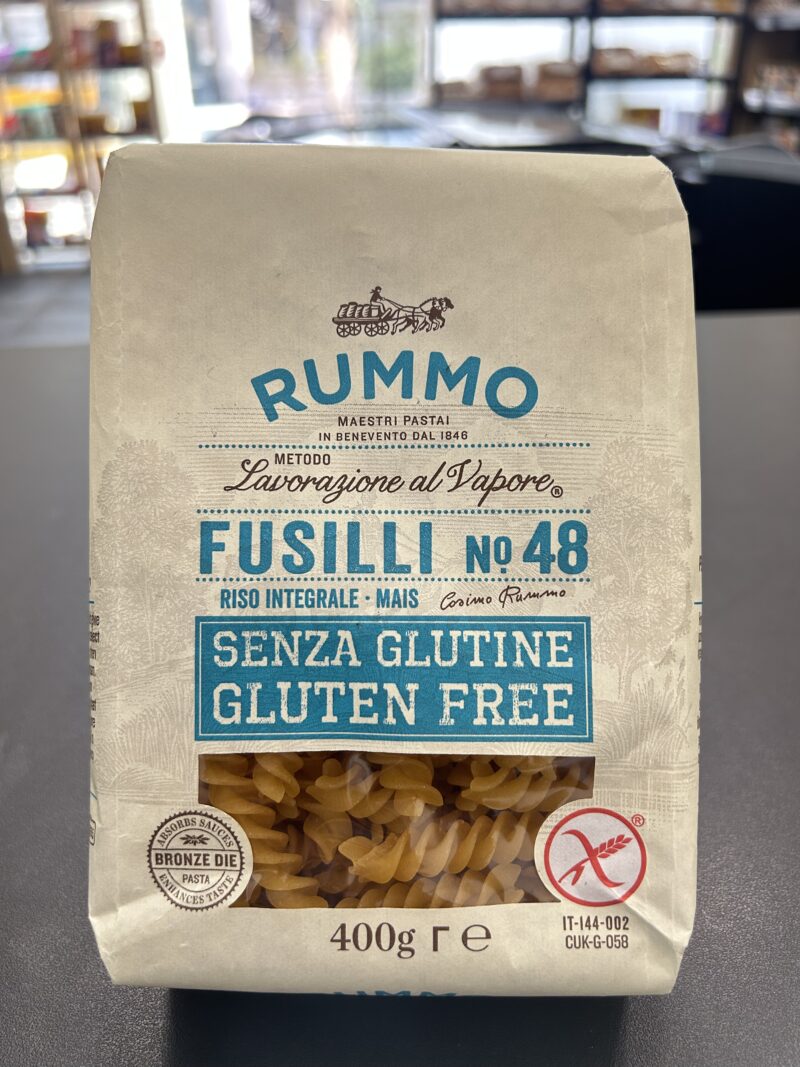 RUMMO
MAESTRI PASTAI
IN BENEVENTO DAL 1846
METODO
Lavorazione al Vapore®
FUSILLI Nº 48
RISO INTEGRALE · MAIS Cosimo Rummo
SENZA GLUTINE
GLUTEN FREE
ABSORBS SAUCES
BRONZE DIE
PASTA
ENHANCES TASTE
®
IT-144-002
CUK-G-058
400g Г ℮